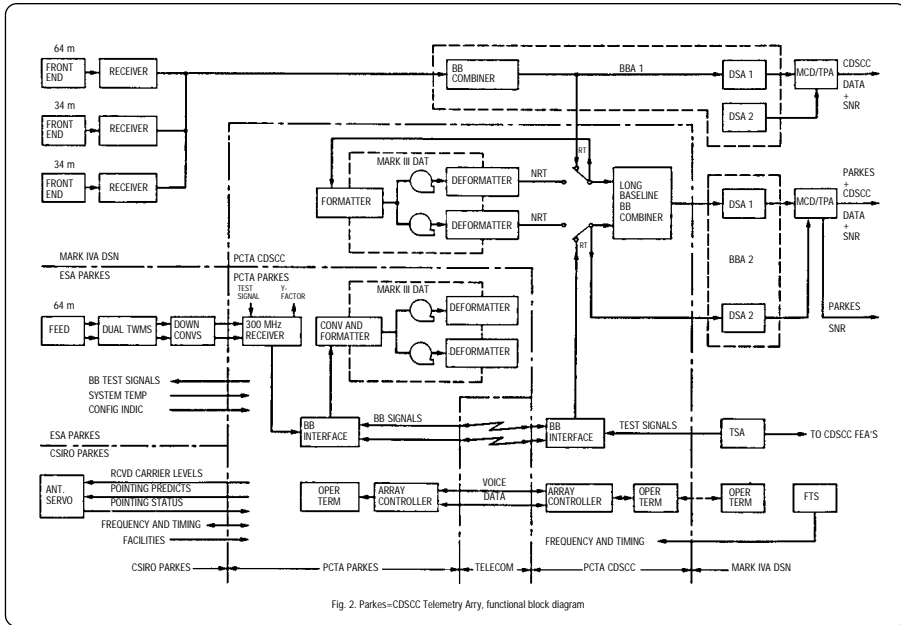 64 m
FRONT END
RECEIVER
34 m
FRONT END
RECEIVER
34 m
FRONT END
RECEIVER
BB COMBINER
BBA 1
DSA 1
DSA 2
MCD/TPA
CDSCC
DATA
+
SNR
MARK III DAT
FORMATTER
DEFORMATTER
DEFORMATTER
NRT
NRT
RT
RT
LONG BASELINE BB COMBINER
DSA 1
BBA 2
DSA 2
MCD/TPA
PARKES
+
CDSCC
DATA
+
SNR
PARKES
SNR
MARK IVA DSN
PCTA CDSCC
ESA PARKES
PCTA PARKES
TEST SIGNAL
Y-FACTOR
64 m
FEED
DUAL TWMS
DOWN CONVS
300 MHz RECEIVER
MARK III DAT
CONV AND FORMATTER
DEFORMATTER
DEFORMATTER
BB TEST SIGNALS
SYSTEM TEMP
CONFIG INDIC
BB INTERFACE
BB SIGNALS
BB INTERFACE
TEST SIGNALS
TSA
TO CDSCC FEA'S
ESA PARKES
CSIRO PARKES
ANT. SERVO
RCVD CARRIER LEVELS
POINTING PREDICTS
POINTING STATUS
FREQUENCY AND TIMING
FACILITIES
OPER TERM
ARRAY CONTROLLER
VOICE
DATA
ARRAY CONTROLLER
OPER TERM
OPER TERM
FTS
FREQUENCY AND TIMING
CSIRO PARKES
PCTA PARKES
TELECOM
PCTA CDSCC
MARK IVA DSN
Fig. 2. Parkes=CDSCC Telemetry Arry, functional block diagram